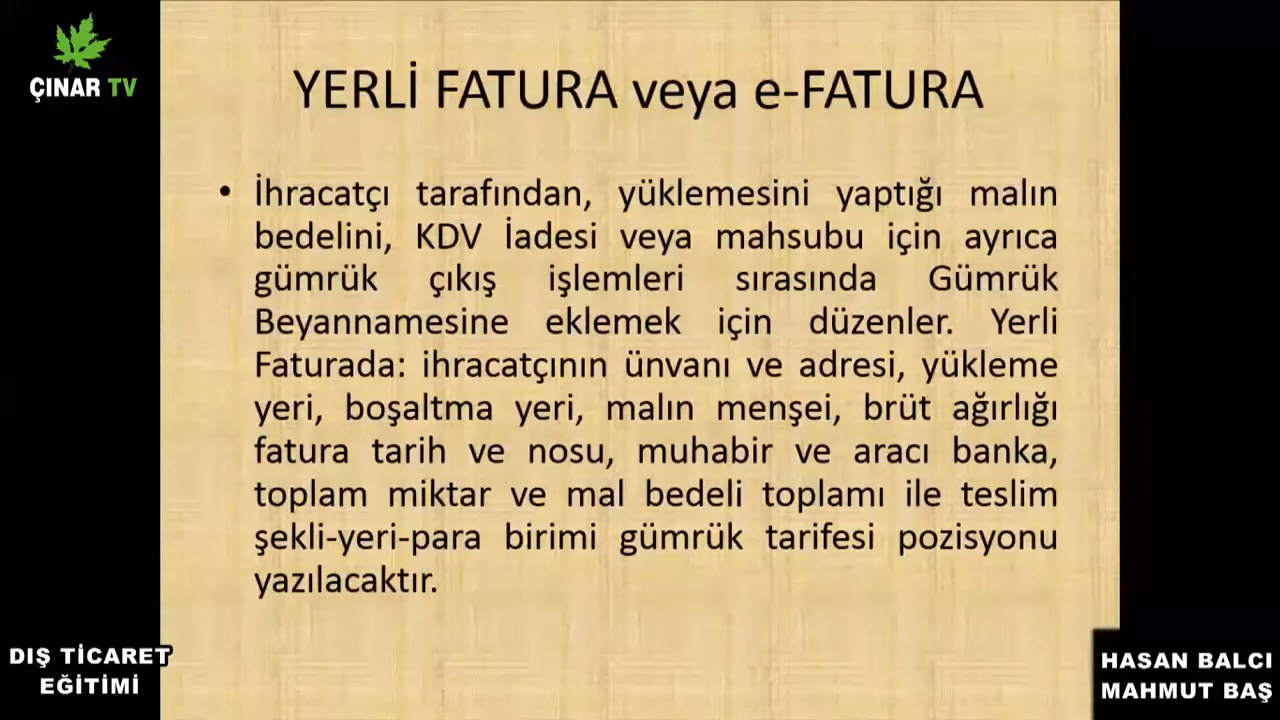 ÇINAR TV
YERLİ FATURA veya e-FATURA
• İhracatçı tarafından, yüklemesini yaptığı malın
bedelini, KDV İadesi veya mahsubu için ayrıca
gümrük çıkış işlemleri sırasında Gümrük
Beyannamesine eklemek için düzenler. Yerli
Faturada: ihracatçının ünvanı ve adresi, yükleme
yeri, boşaltma yeri, malın menşei, brüt ağırlığı
fatura tarih ve nosu, muhabir ve aracı banka,
toplam miktar ve mal bedeli toplamı ile teslim
şekli-yeri-para birimi gümrük tarifesi pozisyonu
yazılacaktır.
DIŞ TİCARET
EĞİTİMİ
HASAN BALCI
MAHMUT BAŞ